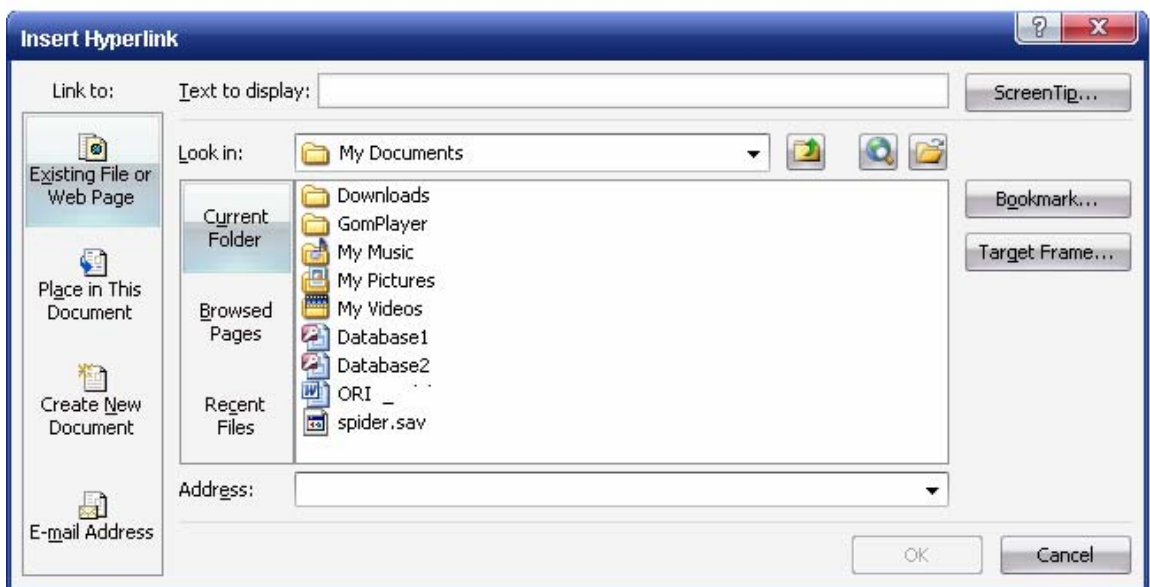 Insert Hyperlink
Link to:
Text to display:
ScreenTip...
Existing File or
Web Page
Look in:
My Documents
Current
Folder
Downloads
GomPlayer
My Music
My Pictures
My Videos
Database1
Database2
ORI _
spider.sav
Bookmark...
Target Frame...
Place in This
Document
Browsed
Pages
Create New
Document
Recent
Files
Address:
E-mail Address
OK
Cancel